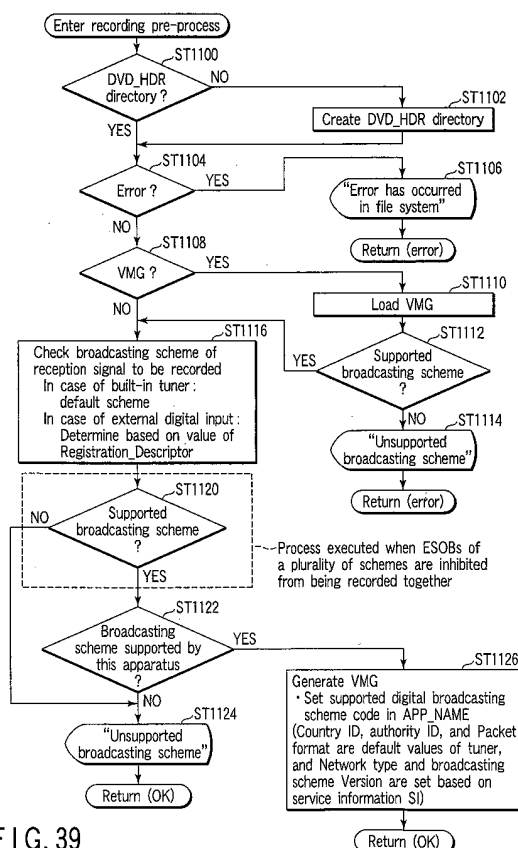 Enter recording pre-process
ST1100
DVD_HDR
directory ?
NO
YES
ST1102
Create DVD_HDR directory
ST1104
Error ?
YES
NO
ST1106
“Error has occurred
in file system”
Return (error)
ST1108
VMG ?
YES
NO
ST1110
Load VMG
ST1112
Supported
broadcasting scheme
?
YES
NO
ST1114
“Unsupported
broadcasting scheme”
Return (error)
ST1116
Check broadcasting scheme of
reception signal to be recorded
In case of built-in tuner :
default scheme
In case of external digital input :
Determine based on value of
Registration_Descriptor
ST1120
Supported
broadcasting scheme
?
NO
YES
Process executed when ESOBs of
a plurality of schemes are inhibited
from being recorded together
ST1122
Broadcasting
scheme supported by
this apparatus
?
YES
NO
ST1124
“Unsupported
broadcasting scheme”
Return (OK)
ST1126
Generate VMG
・Set supported digital broadcasting
scheme code in APP_NAME
(Country ID, authority ID, and Packet
format are default values of tuner,
and Network type and broadcasting
scheme Version are set based on
service information SI)
Return (OK)
FIG. 39